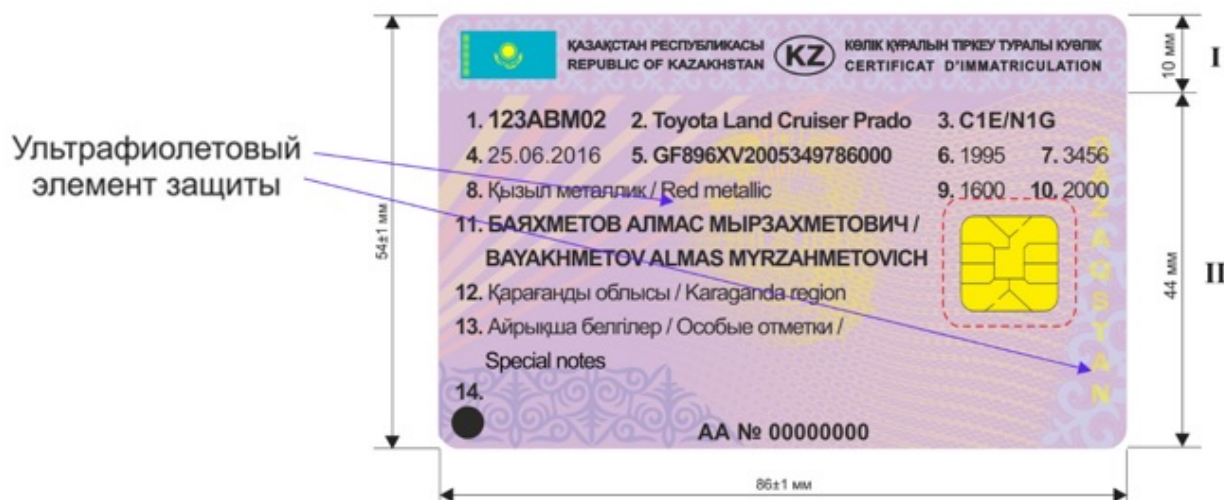 ҚАЗАҚСТАН РЕСПУБЛИКАСЫ
REPUBLIC OF KAZAKHSTAN
KZ
КӨЛІК ҚҰРАЛЫН ТІРКЕУ ТУРАЛЫ КУӘЛІК
CERTIFICAT D'IMMATRICULATION
10 мм
I
1. 123ABM02 2. Toyota Land Cruiser Prado 3. C1E/N1G
4. 25.06.2016 5. GF896XV2005349786000 6. 1995 7. 3456
8. Қызыл металлик / Red metallic 9. 1600 10. 2000
11. БАЯХМЕТОВ АЛМАС МЫРЗАХМЕТОВИЧ /
BAYAKHMETOV ALMAS MYRZAHMETOVICH
12. Қарағанды облысы / Karaganda region
13. Айрықша белгілер / Особые отметки /
Special notes
14.
AA № 00000000
QAZAQSTAN
Ультрафиолетовый
элемент защиты
54±1 мм
44 мм
II
86±1 мм